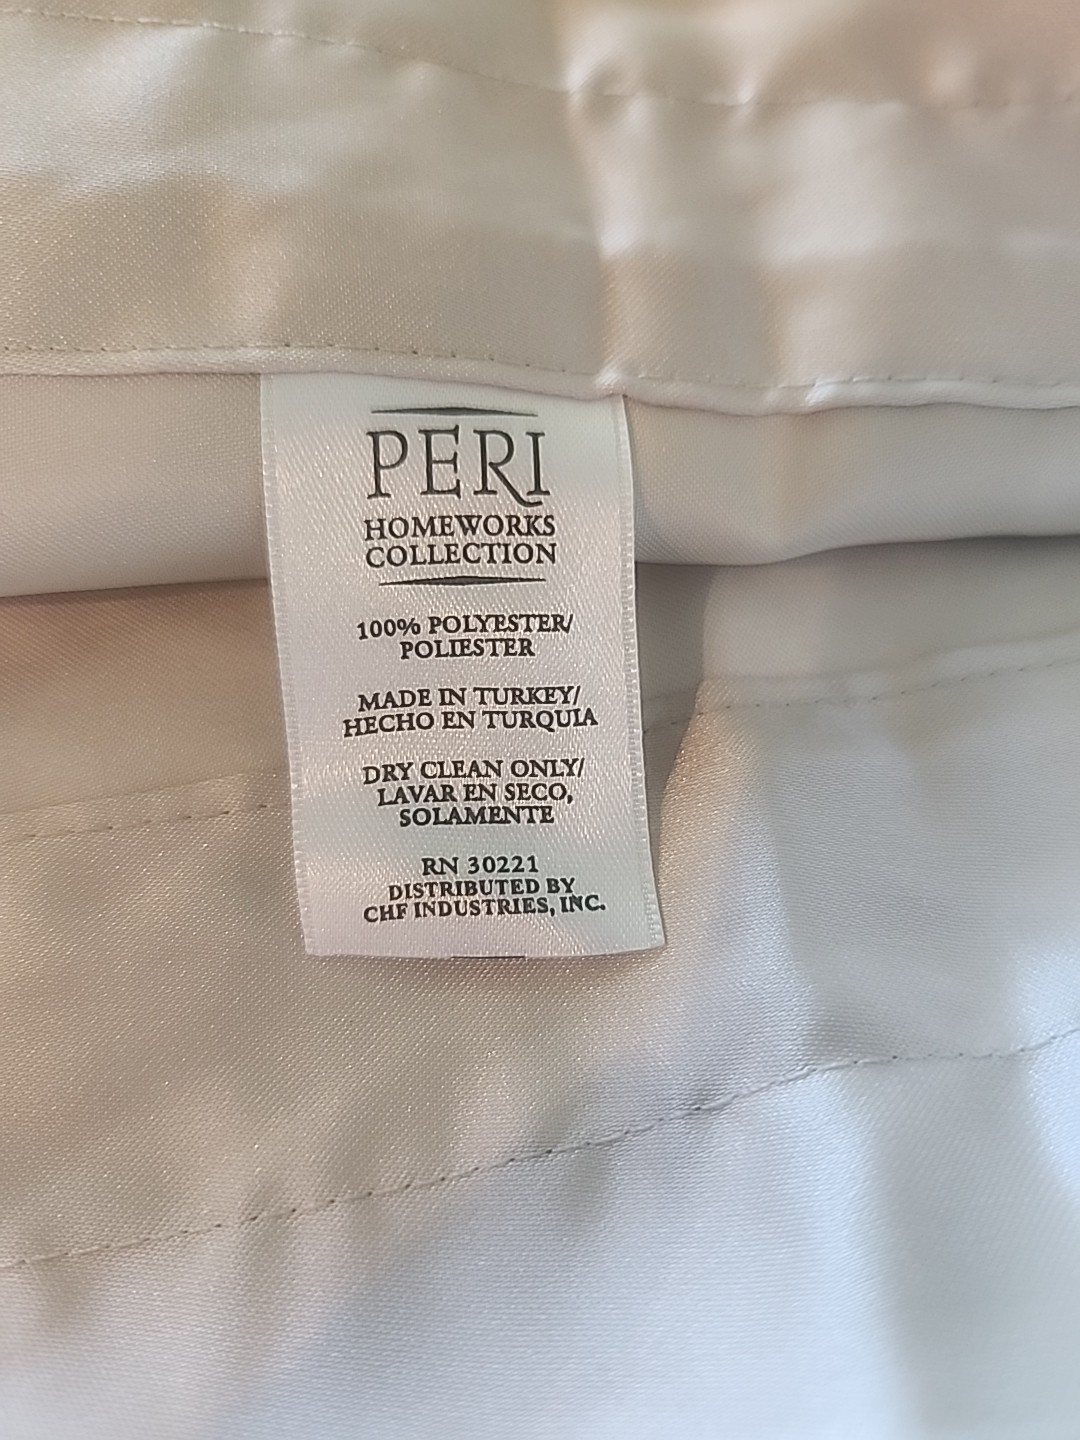 PERI
HOMEWORKS
COLLECTION
100% POLYESTER/
POLIESTER
MADE IN TURKEY/
HECHO EN TURQUIA
DRY CLEAN ONLY/
LAVAR EN SECO,
SOLAMENTE
RN 30221
DISTRIBUTED BY
CHF INDUSTRIES, INC.